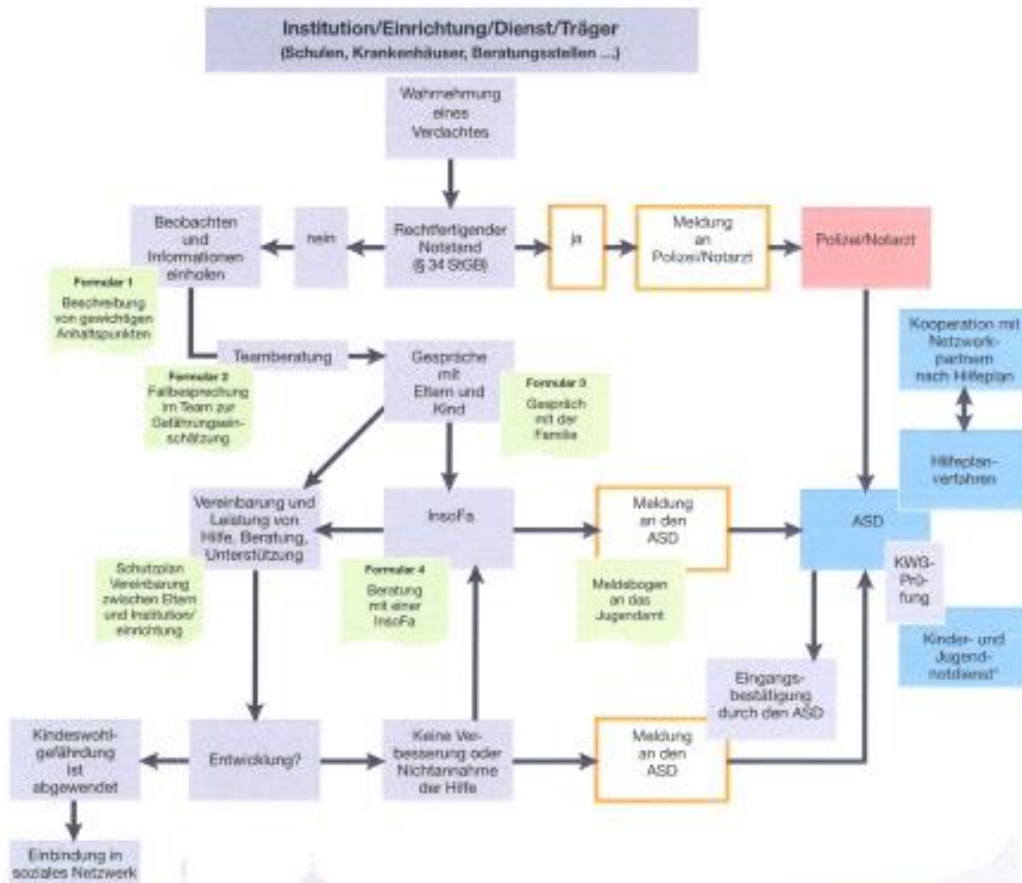 Institution/Einrichtung/Dienst/Träger
(Schulen, Krankenhäuser, Beratungsstellen ...)
Wahrnehmung
eines
Verdachtes
Beobachten
und
Informationen
einholen
nein
Rechtfertigender
Notstand
(§ 34 StGB)
ja
Meldung
an
Polizei/Notarzt
Polizei/Notarzt
Formular 1
Beschreibung
von gewichtigen
Anhaltspunkten
Teamberatung
Formular 2
Fallbesprechung
im Team zur
Gefährdungsein-
schätzung
Gespräche
mit
Eltern und
Kind
Formular 3
Gespräch
mit der
Familie
Kooperation mit
Netzwerk-
partnern
nach Hilfeplan
Hilfeplan-
verfahren
Vereinbarung und
Leistung von
Hilfe, Beratung,
Unterstützung
InsoFa
Meldung
an den
ASD
ASD
Schutzplan
Vereinbarung
zwischen Eltern
und Institution/
einrichtung
Formular 4
Beratung
mit einer
InsoFa
Meldebogen
an das
Jugendamt
KWG-
Prü-
fung
Kinder- und
Jugend-
notdienst*
Eingangs-
bestätigung
durch den ASD
Kindeswohl-
gefährdung
ist
abgewendet
Entwicklung?
Keine Ver-
besserung oder
Nichtannahme
der Hilfe
Meldung
an den
ASD
Einbindung in
soziales Netzwerk